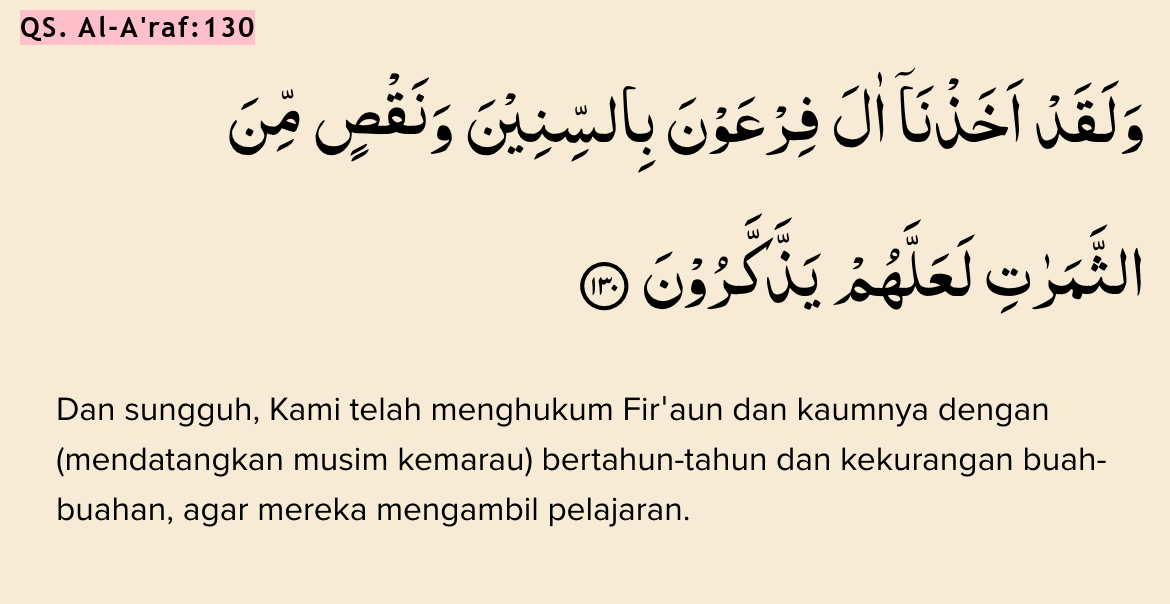 QS. Al-A'raf:130
وَلَقَدْ اَخَذْنَآ اٰلَ فِرْعَوْنَ بِالسِّنِيْنَ وَنَقْصٍ مِّنَ
الثَّمَرٰتِ لَعَلَّهُمْ يَذَّكَّرُوْنَ ١٣٠
Dan sungguh, Kami telah menghukum Fir'aun dan kaumnya dengan
(mendatangkan musim kemarau) bertahun-tahun dan kekurangan buah-
buahan, agar mereka mengambil pelajaran.